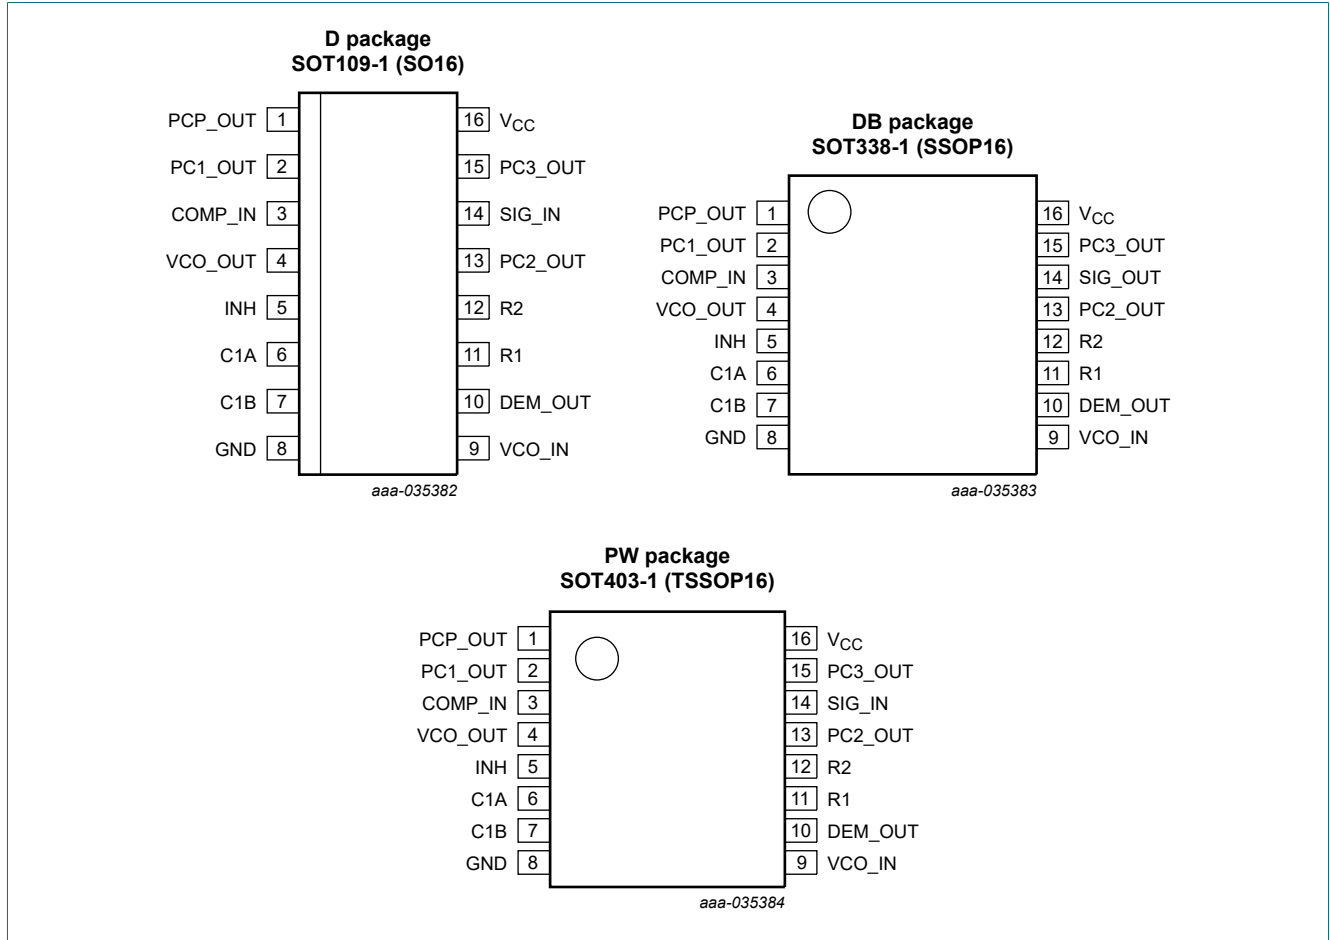 D package
SOT109-1 (SO16)
PCP_OUT 1 16 VCC
PC1_OUT 2 15 PC3_OUT
COMP_IN 3 14 SIG_IN
VCO_OUT 4 13 PC2_OUT
INH 5 12 R2
C1A 6 11 R1
C1B 7 10 DEM_OUT
GND 8 9 VCO_IN
aaa-035382
DB package
SOT338-1 (SSOP16)
PCP_OUT 1 16 VCC
PC1_OUT 2 15 PC3_OUT
COMP_IN 3 14 SIG_OUT
VCO_OUT 4 13 PC2_OUT
INH 5 12 R2
C1A 6 11 R1
C1B 7 10 DEM_OUT
GND 8 9 VCO_IN
aaa-035383
PW package
SOT403-1 (TSSOP16)
PCP_OUT 1 16 VCC
PC1_OUT 2 15 PC3_OUT
COMP_IN 3 14 SIG_IN
VCO_OUT 4 13 PC2_OUT
INH 5 12 R2
C1A 6 11 R1
C1B 7 10 DEM_OUT
GND 8 9 VCO_IN
aaa-035384